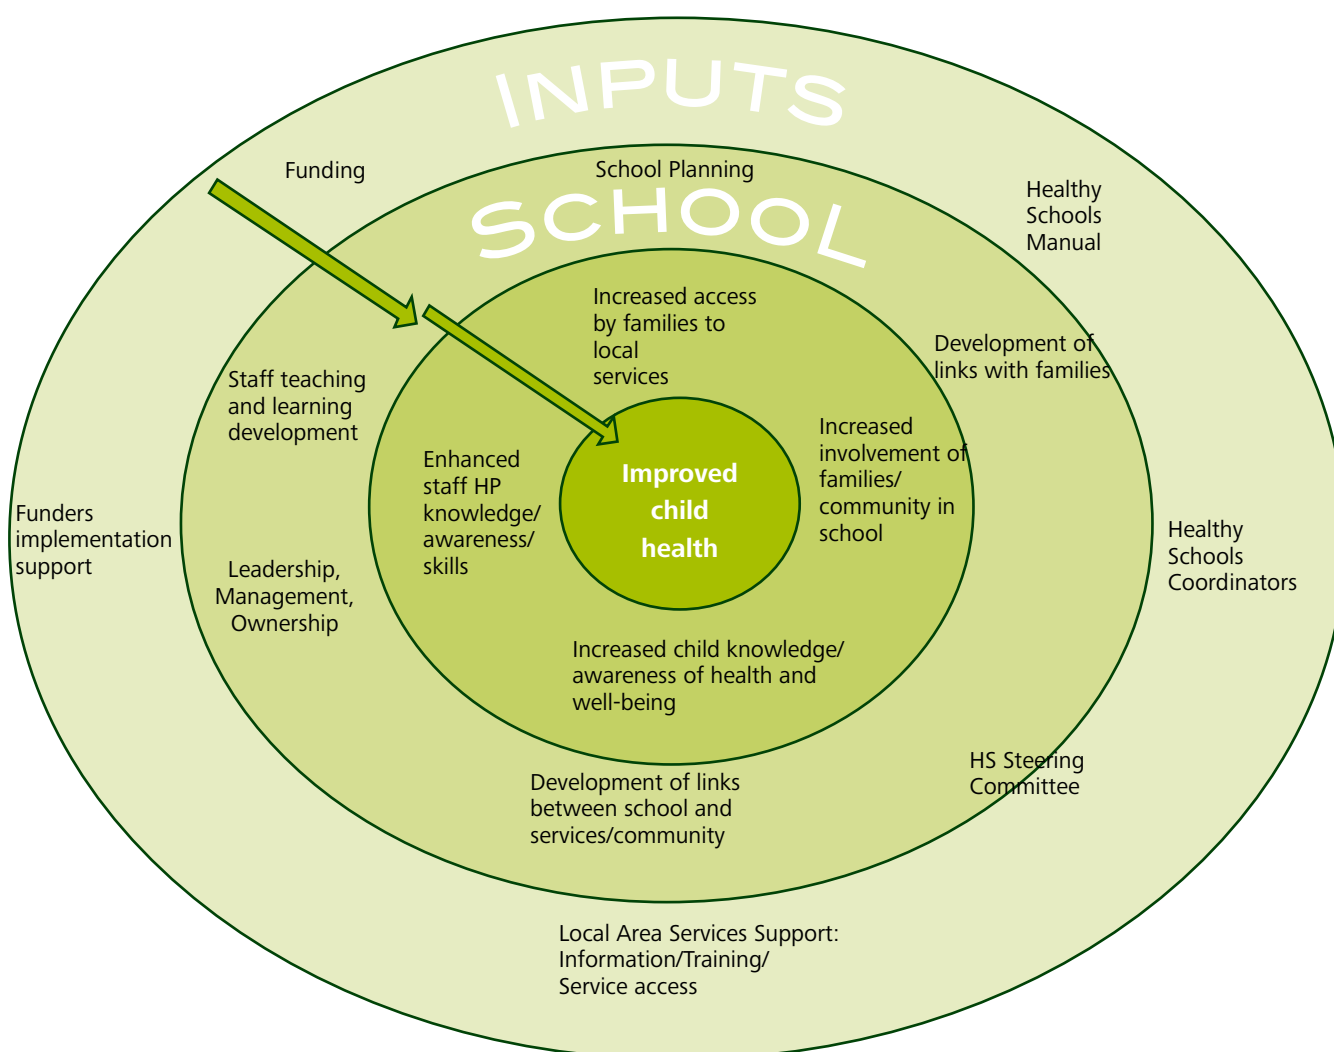 INPUTS
Funding
School Planning
Healthy
Schools
Manual
SCHOOL
Increased access
by families to
local
services
Development of
links with families
Staff teaching
and learning
development
Increased
involvement of
families/
community in
school
Enhanced
staff HP
knowledge/
awareness/
skills
Improved
child
health
Funders
implementation
support
Healthy
Schools
Coordinators
Leadership,
Management,
Ownership
Increased child knowledge/
awareness of health and
well-being
HS Steering
Committee
Development of links
between school and
services/community
Local Area Services Support:
Information/Training/
Service access